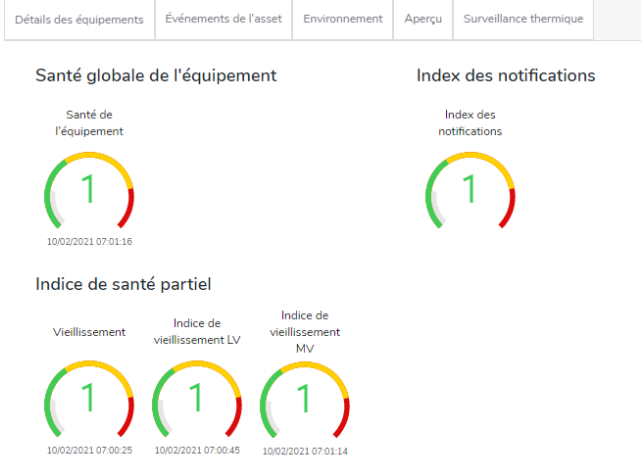 Détails des équipements
Événements de l'asset
Environnement
Aperçu
Surveillance thermique
Santé globale de l'équipement
Index des notifications
Santé de
l'équipement
1
10/02/2021 07:01:16
Index des
notifications
1
Indice de santé partiel
Vieillissement
1
10/02/2021 07:00:25
Indice de
vieillissement LV
1
10/02/2021 07:00:45
Indice de
vieillissement
MV
1
10/02/2021 07:01:14